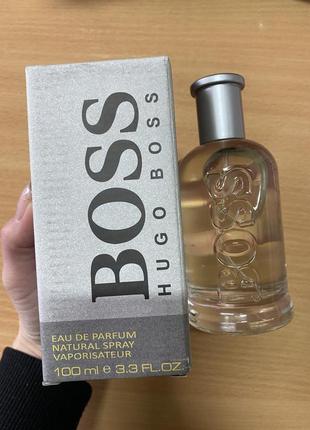 BOSS
HUGO BOSS
EAU DE PARFUM
NATURAL SPRAY
VAPORISATEUR
100 ml e 3.3 FL.OZ.
BOSS